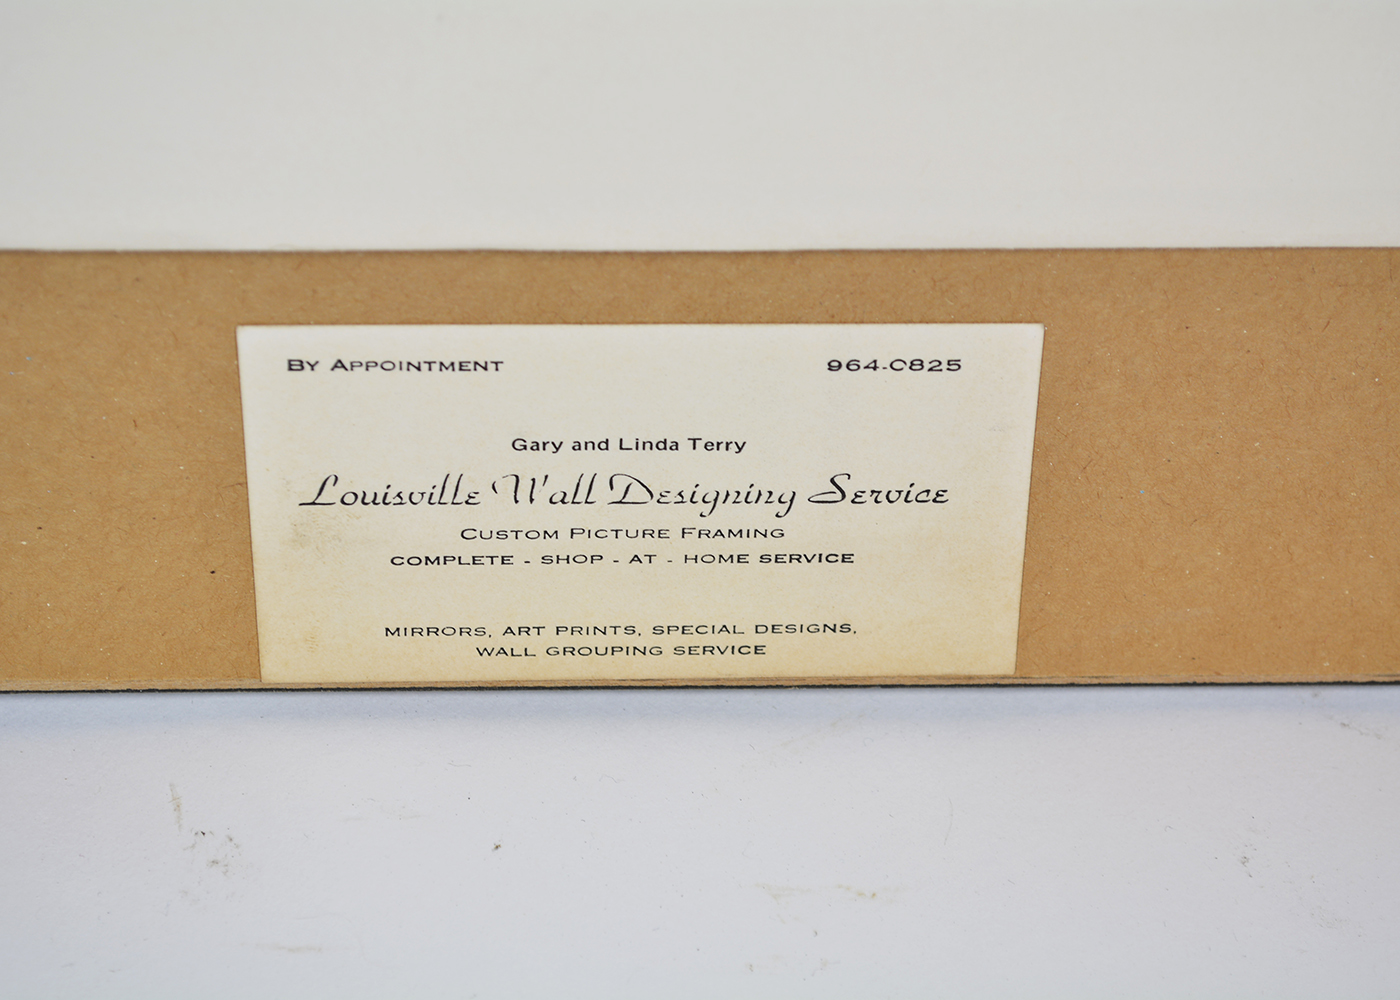 BY APPOINTMENT 964-0825
Gary and Linda Terry
Louisville Wall Designing Service
CUSTOM PICTURE FRAMING
COMPLETE - SHOP - AT - HOME SERVICE
MIRRORS, ART PRINTS, SPECIAL DESIGNS,
WALL GROUPING SERVICE